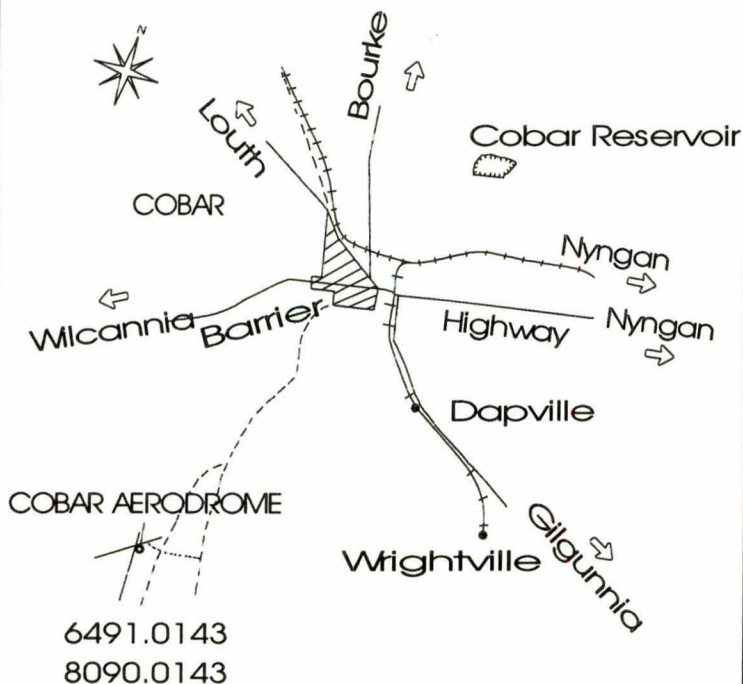 N
Bourke
Louth
Cobar Reservoir
COBAR
Nyngan
Wilcannia
Barrier
Highway
Nyngan
Dapville
COBAR AERODROME
Gilgunnia
Wrightville
6491.0143
8090.0143